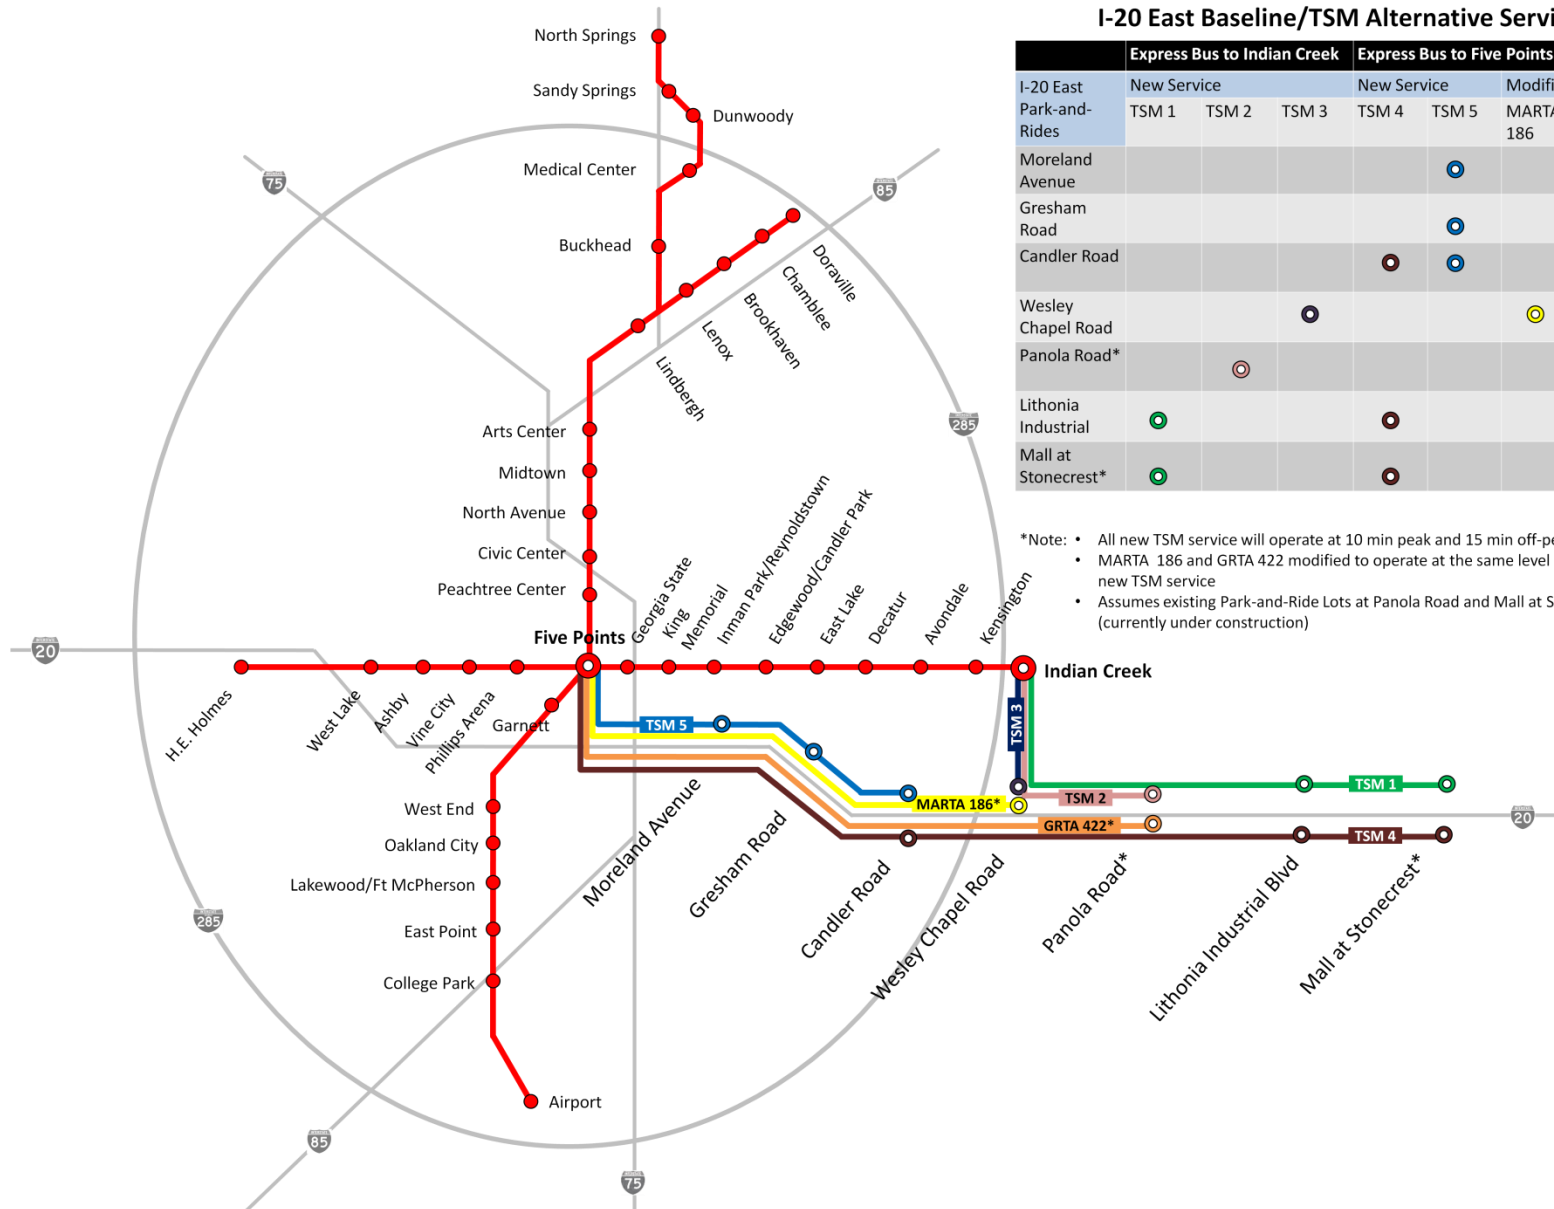 I-20 East Baseline/TSM Alternative Servi
Express Bus to Indian Creek
Express Bus to Five Points
I-20 East
Park-and-
Rides
New Service
New Service
Modifi
TSM 1
TSM 2
TSM 3
TSM 4
TSM 5
MARTA
186
Moreland
Avenue
Gresham
Road
Candler Road
Wesley
Chapel Road
Panola Road*
Lithonia
Industrial
Mall at
Stonecrest*
*Note: • All new TSM service will operate at 10 min peak and 15 min off-pe
• MARTA 186 and GRTA 422 modified to operate at the same level
new TSM service
• Assumes existing Park-and-Ride Lots at Panola Road and Mall at S
(currently under construction)
North Springs
Sandy Springs
Dunwoody
Medical Center
Buckhead
Doraville
Chamblee
Brookhaven
Lenox
Lindbergh
Arts Center
Midtown
North Avenue
Civic Center
Peachtree Center
Five Points
Georgia State
King
Memorial
Inman Park/Reynoldstown
Edgewood/Candler Park
East Lake
Decatur
Avondale
Kensington
Indian Creek
H.E. Holmes
West Lake
Ashby
Vine City
Phillips Arena
Garnett
West End
Oakland City
Lakewood/Ft McPherson
East Point
College Park
Airport
TSM 5
TSM 3
MARTA 186*
TSM 2
TSM 1
GRTA 422*
TSM 4
Moreland Avenue
Gresham Road
Candler Road
Wesley Chapel Road
Panola Road*
Lithonia Industrial Blvd
Mall at Stonecrest*
75
85
285
20
20
285
85
75